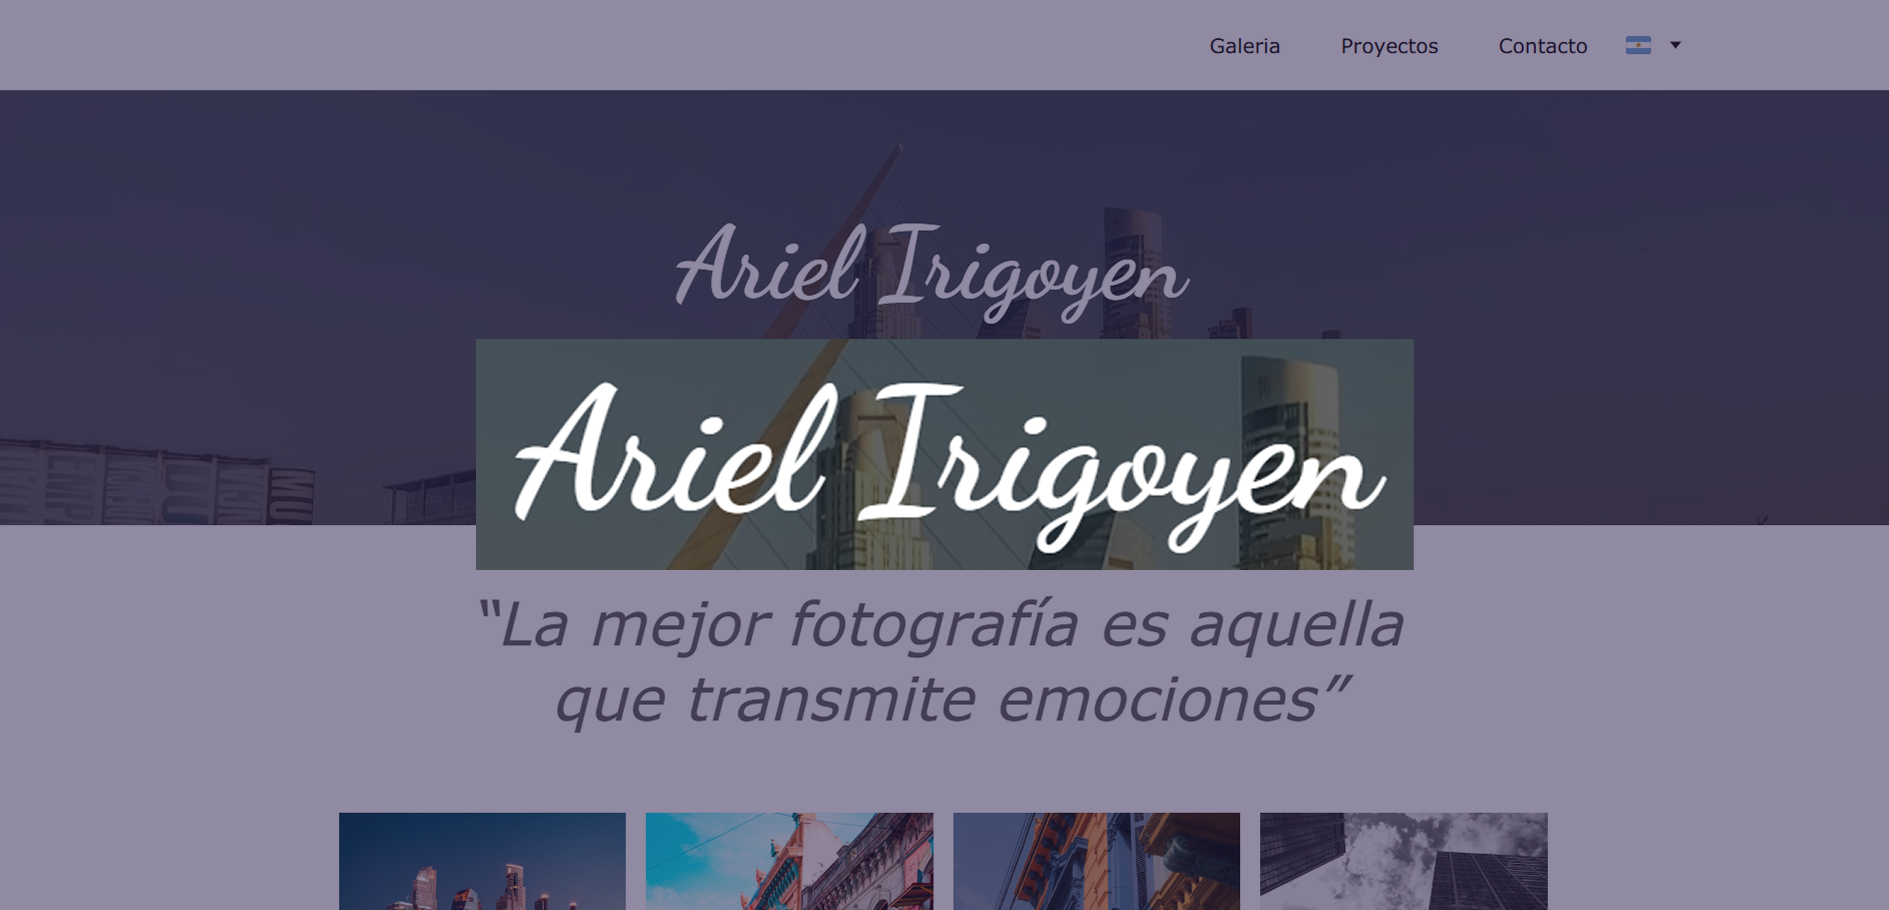 Galeria Proyectos Contacto
Ariel Irigoyen
Ariel Irigoyen
“La mejor fotografía es aquella
que transmite emociones”